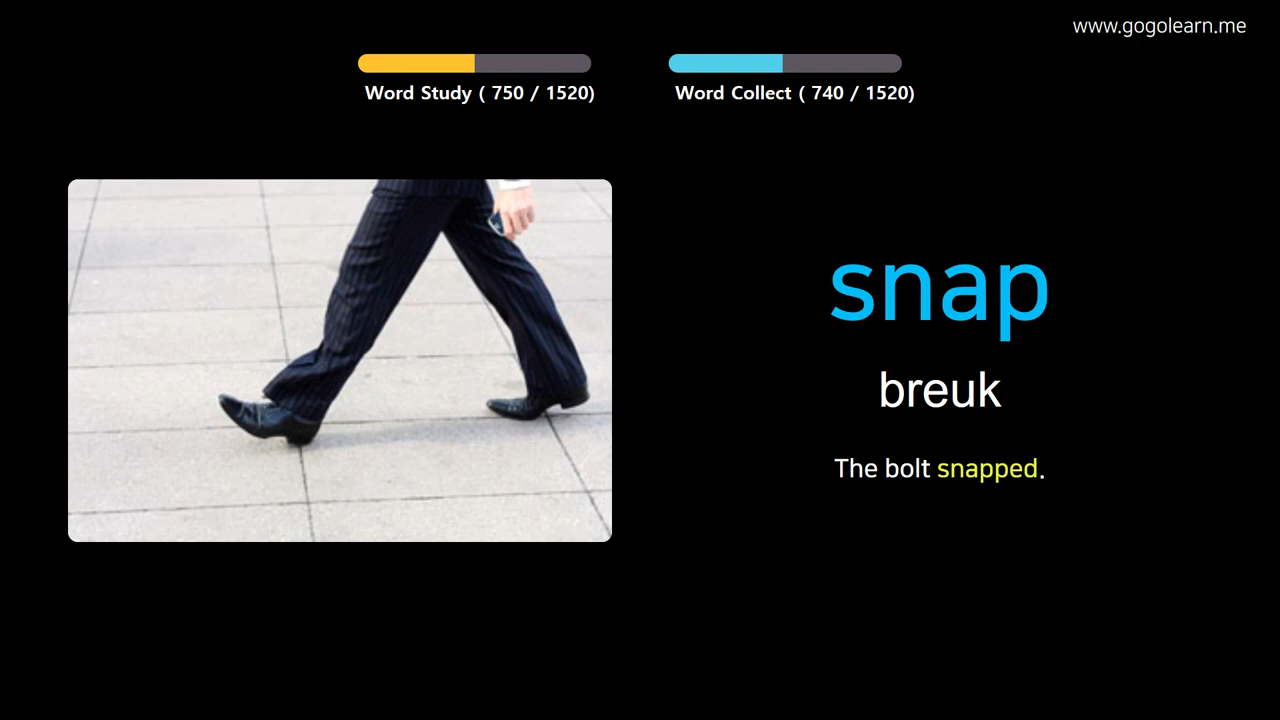 www.gogolearn.me
Word Study ( 750 / 1520)
Word Collect ( 740 / 1520)
snap
breuk
The bolt snapped.